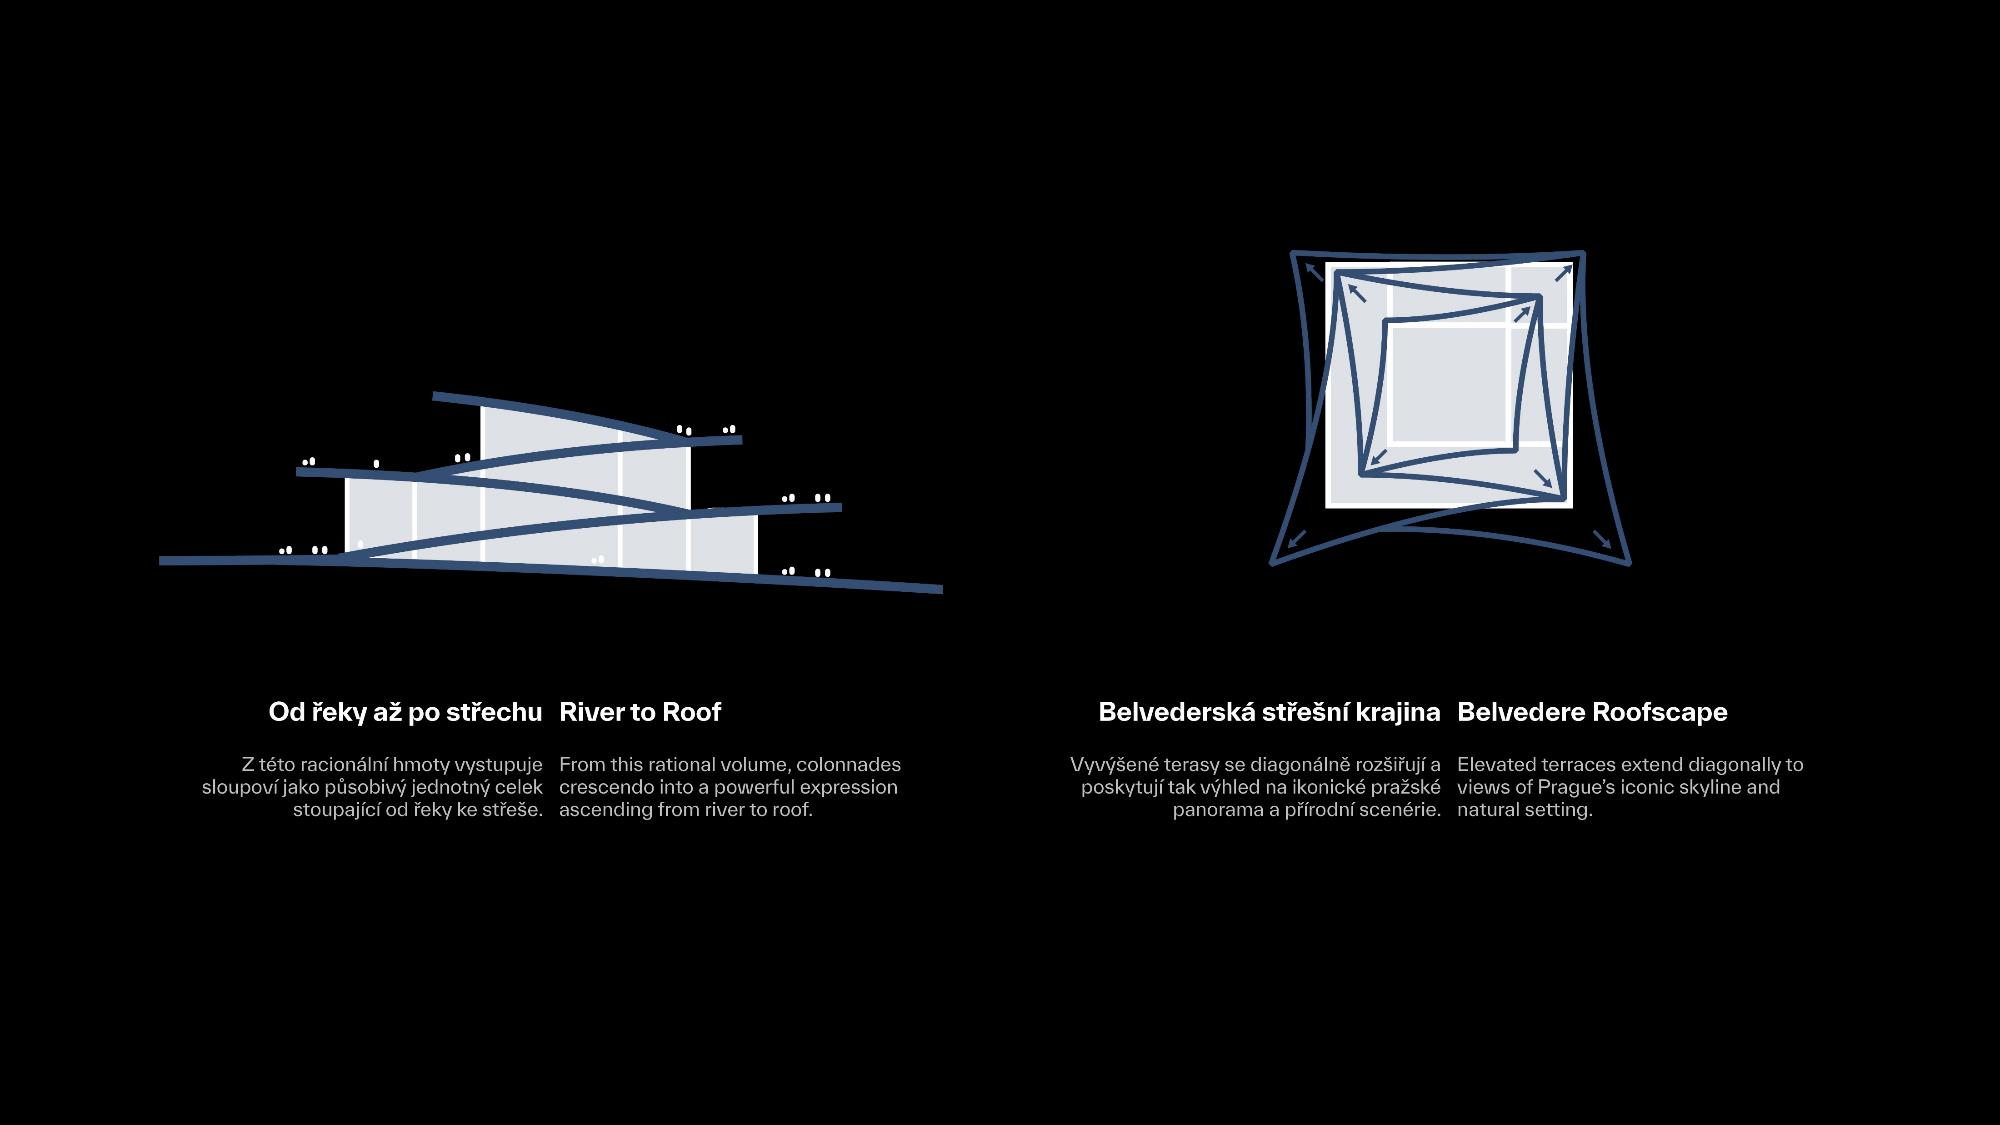 Od řeky až po střechu
Z této racionální hmoty vystupuje
sloupoví jako působivý jednotný celek
stoupající od řeky ke střeše.
River to Roof
From this rational volume, colonnades
crescendo into a powerful expression
ascending from river to roof.
Belvederská střešní krajina
Vyvýšené terasy se diagonálně rozšiřují a
poskytují tak výhled na ikonické pražské
panorama a přírodní scenérie.
Belvedere Roofscape
Elevated terraces extend diagonally to
views of Prague’s iconic skyline and
natural setting.